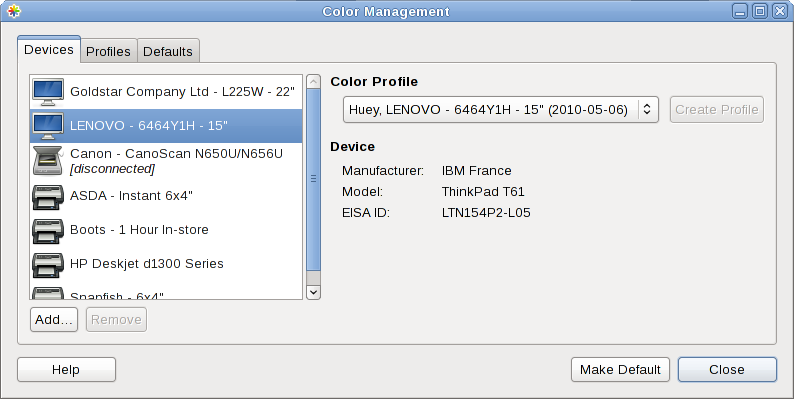 Color Management
Devices Profiles Defaults
Goldstar Company Ltd - L225W - 22"
LENOVO - 6464Y1H - 15"
Canon - CanoScan N650U/N656U
[disconnected]
ASDA - Instant 6x4"
Boots - 1 Hour In-store
HP Deskjet d1300 Series
Snapfish - 6x4"
Add...
Remove
Color Profile
Huey, LENOVO - 6464Y1H - 15" (2010-05-06)
Create Profile
Device
Manufacturer: IBM France
Model: ThinkPad T61
EISA ID: LTN154P2-L05
Help
Make Default
Close